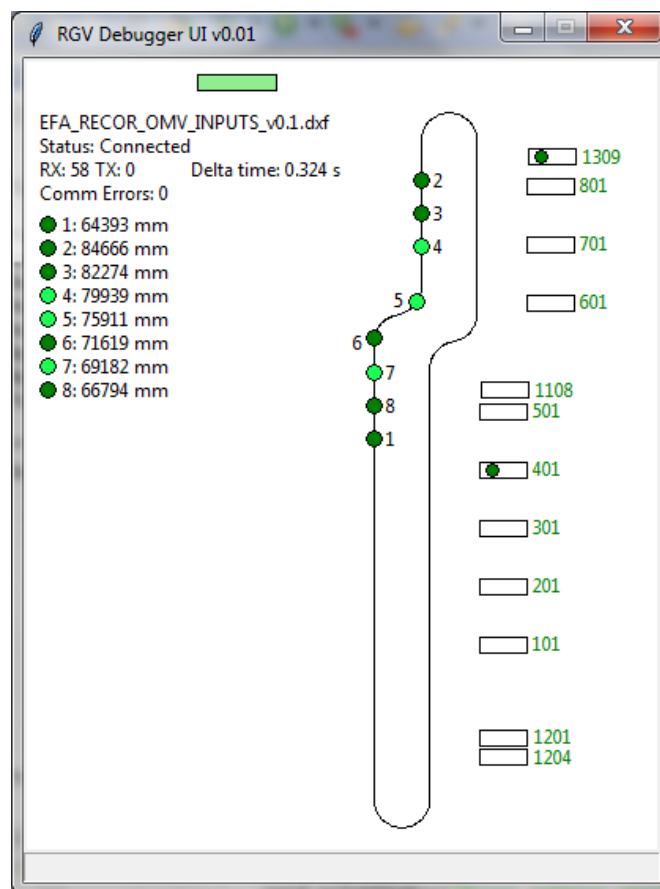 RGV Debugger UI v0.01
EFA_RECOR_OMV_INPUTS_v0.1.dxf
Status: Connected
RX: 58 TX: 0 Delta time: 0.324 s
Comm Errors: 0
1: 64393 mm
2: 84666 mm
3: 82274 mm
4: 79939 mm
5: 75911 mm
6: 71619 mm
7: 69182 mm
8: 66794 mm
2
3
4
5
6
7
8
1
1309
801
701
601
1108
501
401
301
201
101
1201
1204